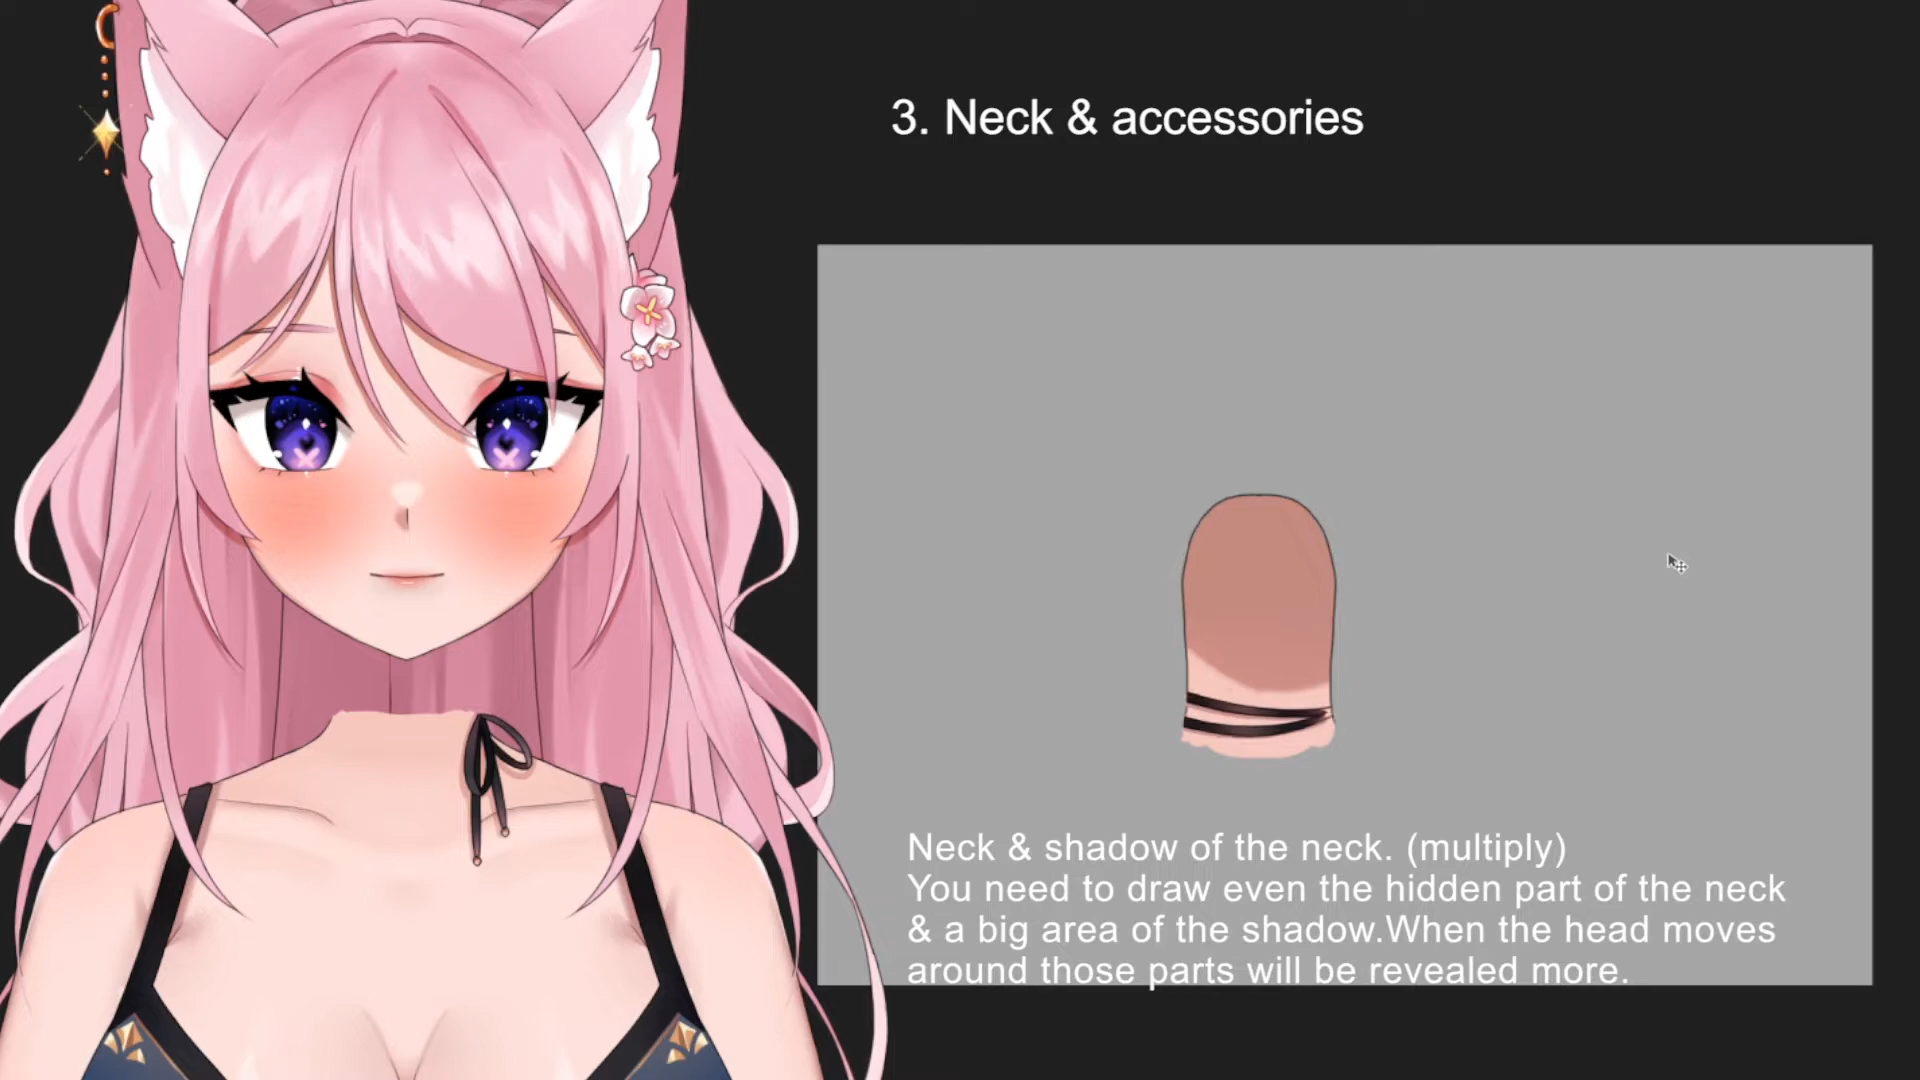 3. Neck & accessories
Neck & shadow of the neck. (multiply)
You need to draw even the hidden part of the neck
& a big area of the shadow.When the head moves
around those parts will be revealed more.